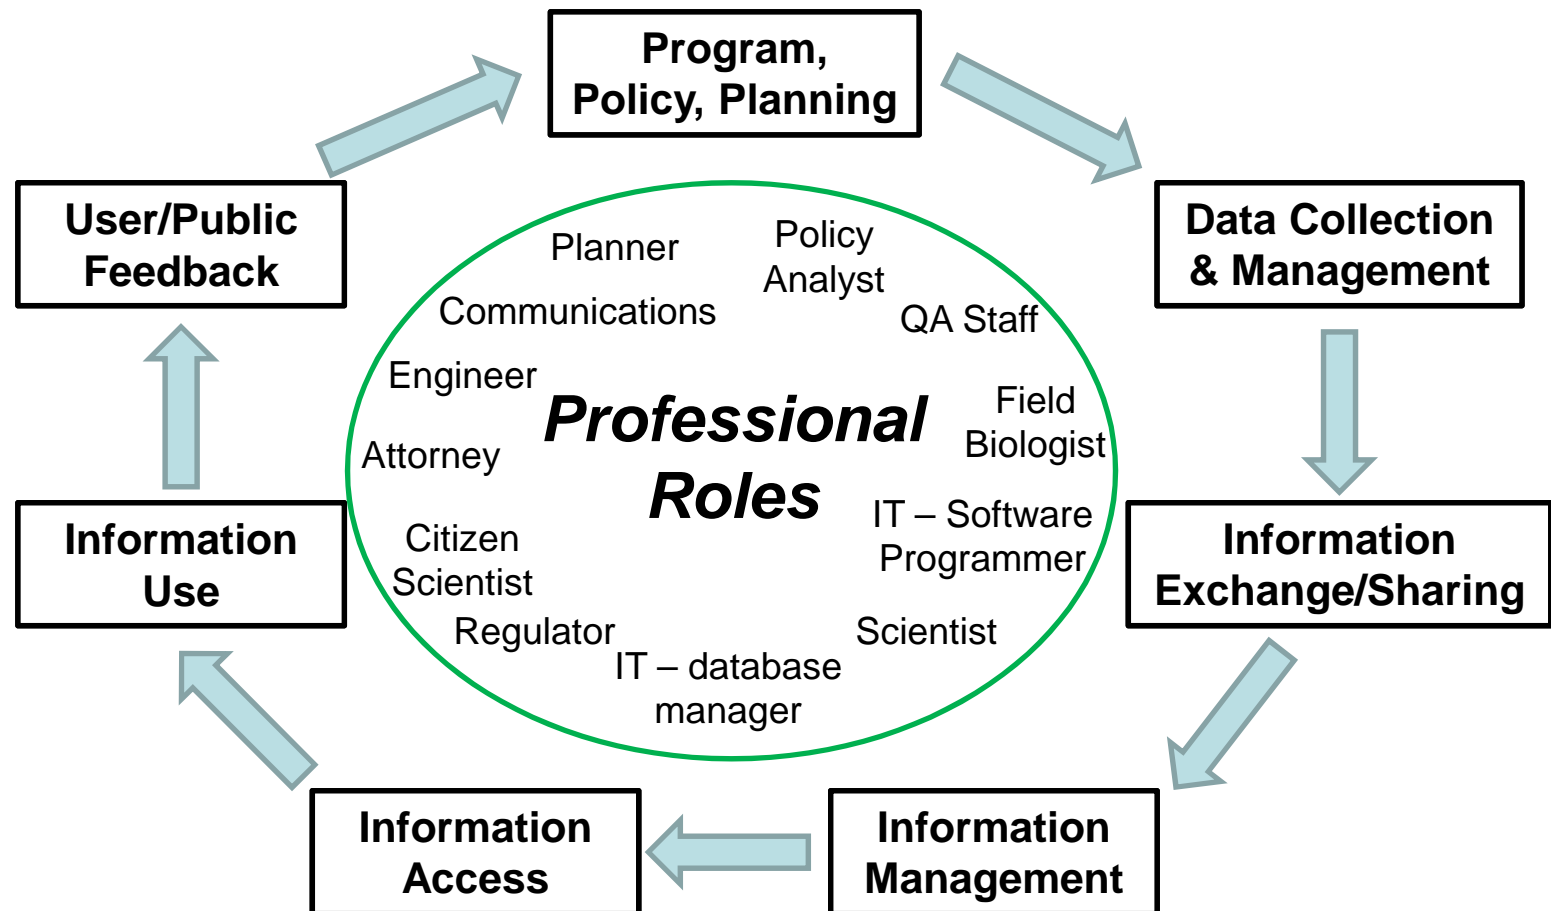 Program,
Policy, Planning
Data Collection
& Management
Information
Exchange/Sharing
Information
Management
Information
Access
Information
Use
User/Public
Feedback
Professional
Roles
Planner
Policy
Analyst
Communications
QA Staff
Engineer
Field
Biologist
Attorney
IT – Software
Programmer
Citizen
Scientist
Regulator
Scientist
IT – database
manager